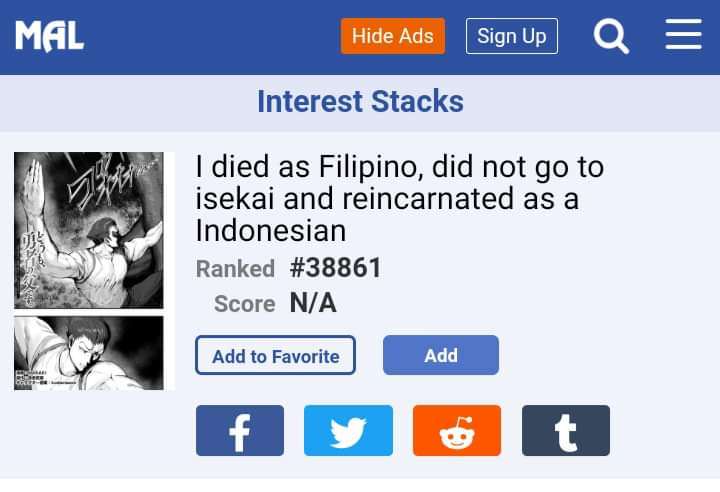 MAL
Hide Ads
Sign Up
Interest Stacks
I died as Filipino, did not go to
isekai and reincarnated as a
Indonesian
Ranked #38861
Score N/A
Add to Favorite
Add